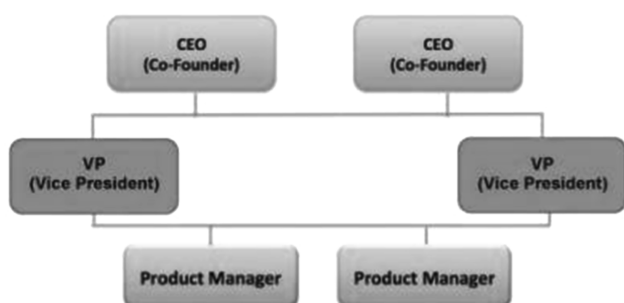 CEO
(Co-Founder)
CEO
(Co-Founder)
VP
(Vice President)
VP
(Vice President)
Product Manager
Product Manager